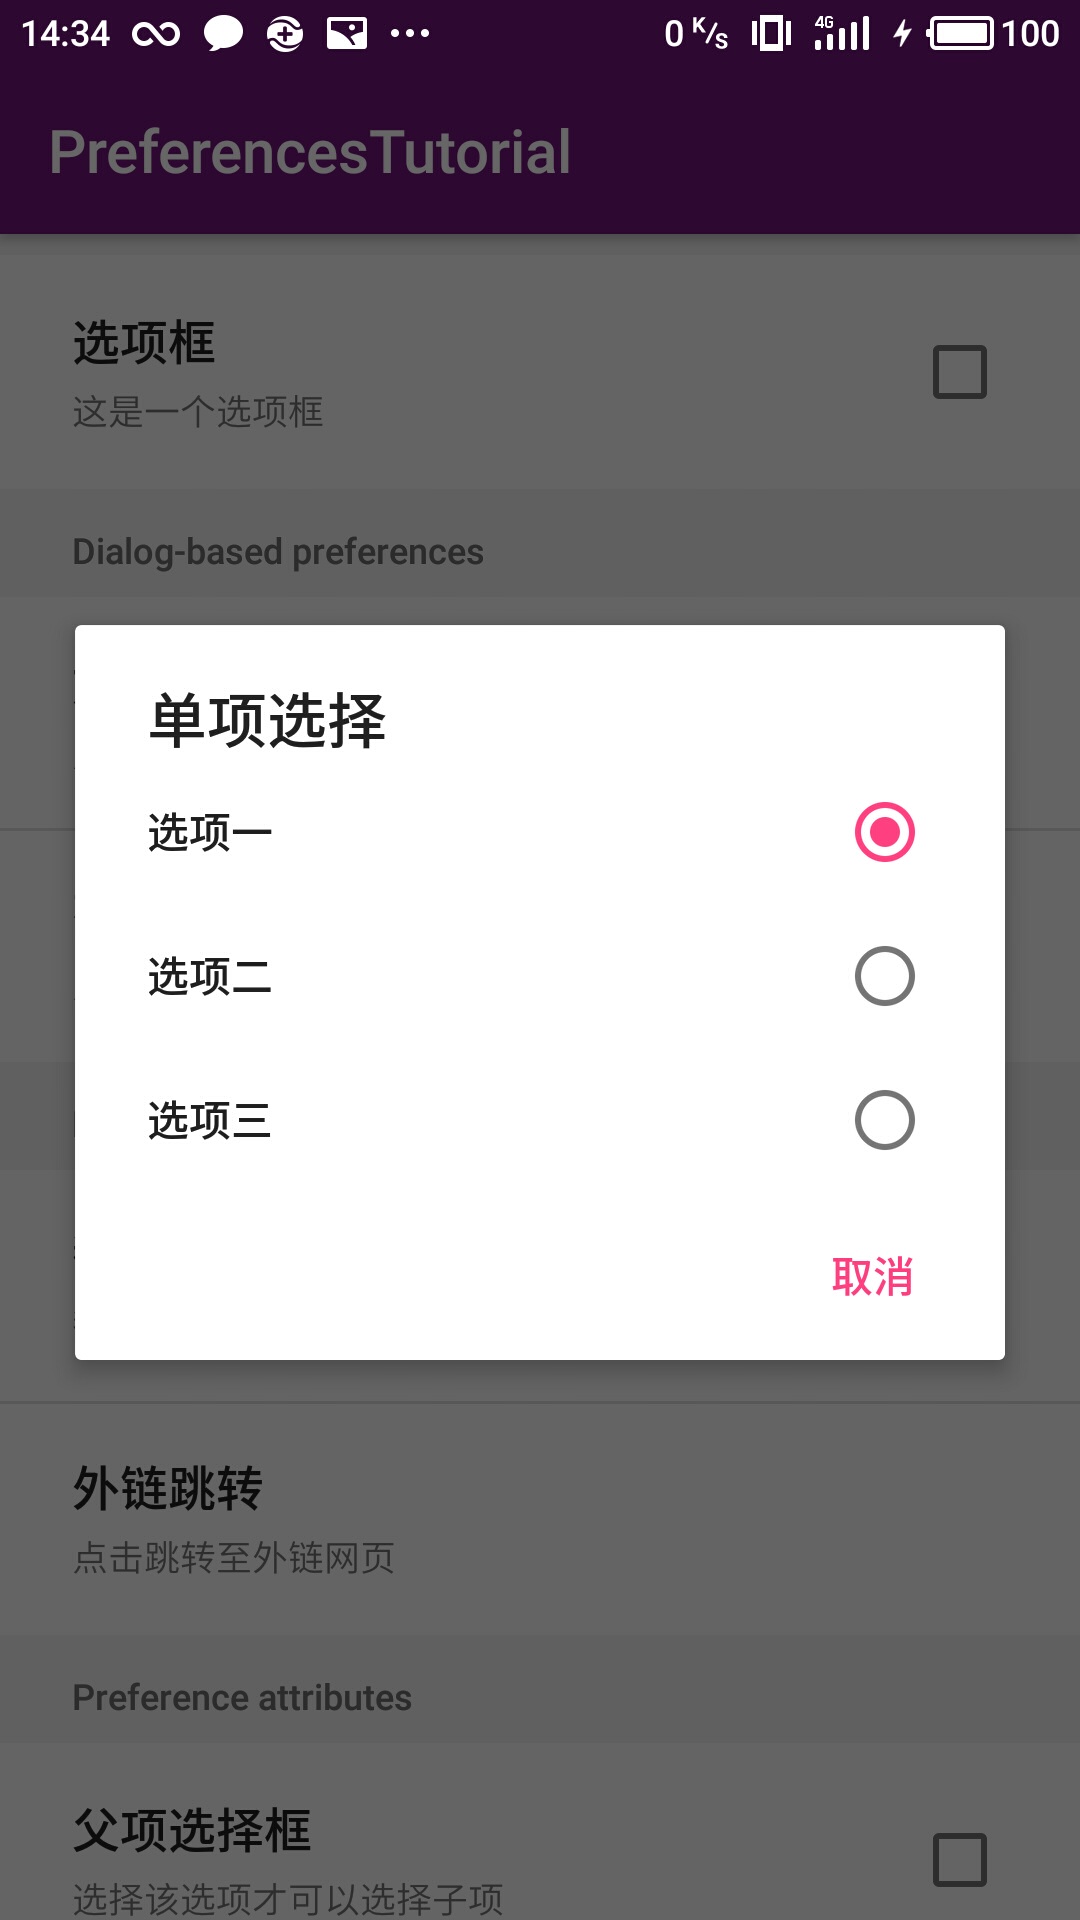 14:34
0 K/s
4G
100
PreferencesTutorial
选项框
这是一个选项框
Dialog-based preferences
单项选择
选项一
选项二
选项三
取消
外链跳转
点击跳转至外链网页
Preference attributes
父项选择框
选择该选项才可以选择子项